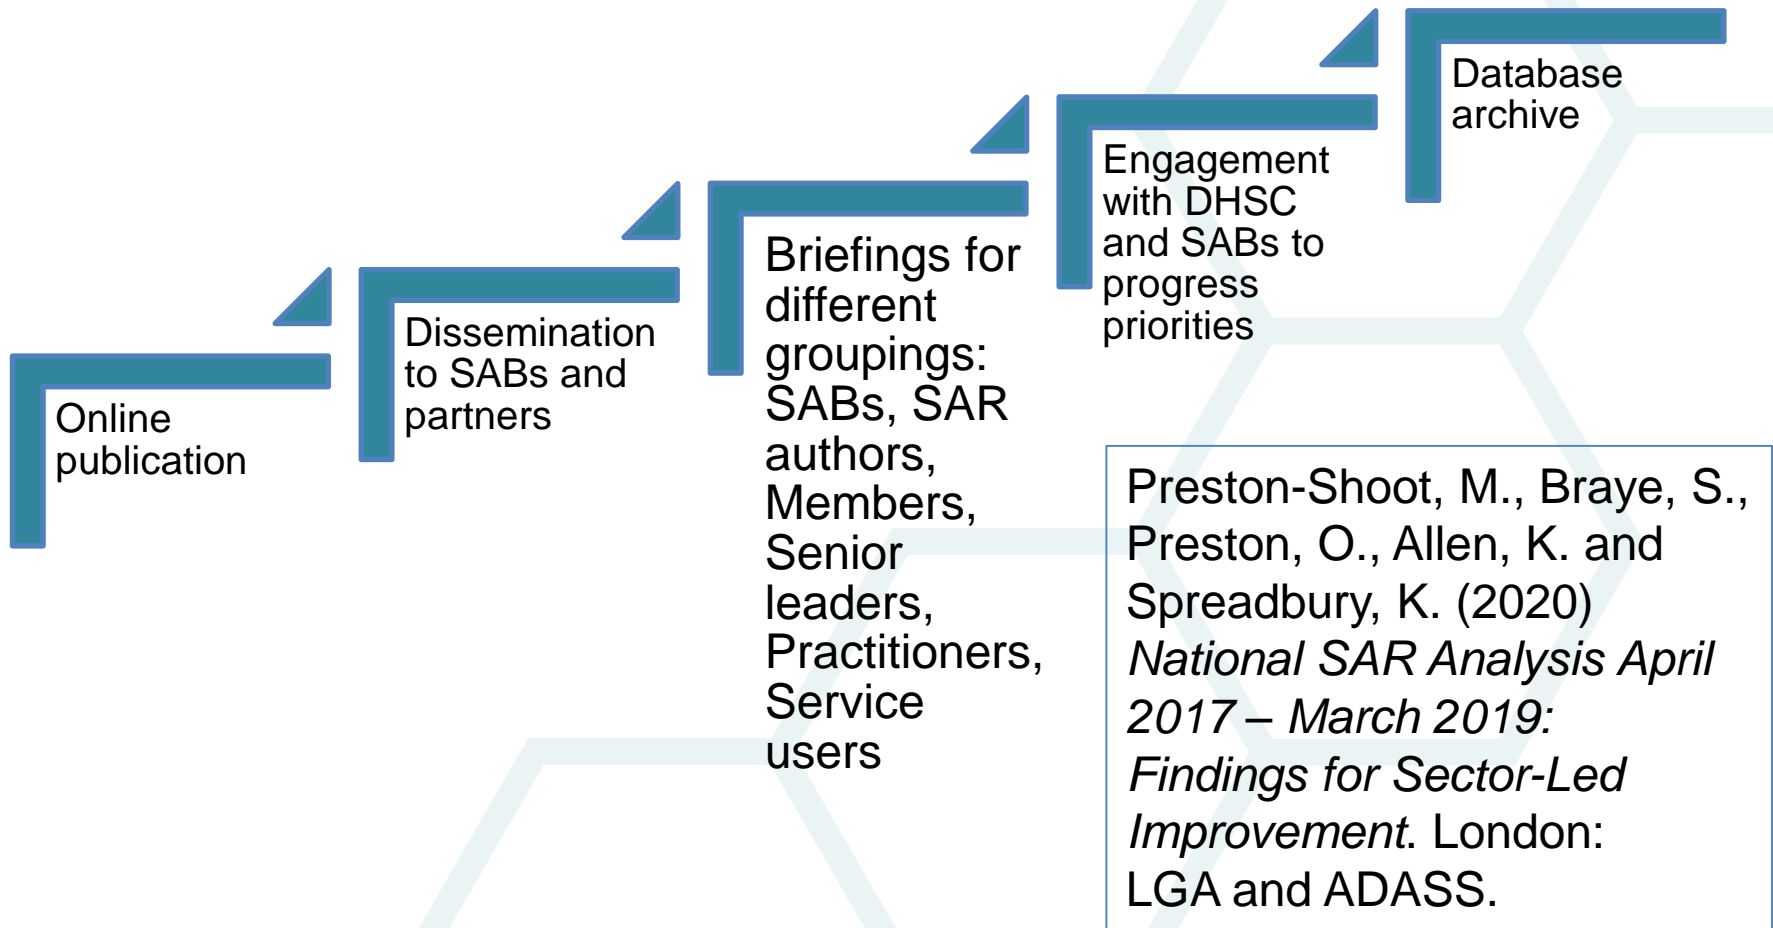 Online
publication
Dissemination
to SABs and
partners
Briefings for
different
groupings:
SABs, SAR
authors,
Members,
Senior
leaders,
Practitioners,
Service
users
Engagement
with DHSC
and SABs to
progress
priorities
Database
archive
Preston-Shoot, M., Braye, S.,
Preston, O., Allen, K. and
Spreadbury, K. (2020)
National SAR Analysis April
2017 – March 2019:
Findings for Sector-Led
Improvement. London:
LGA and ADASS.